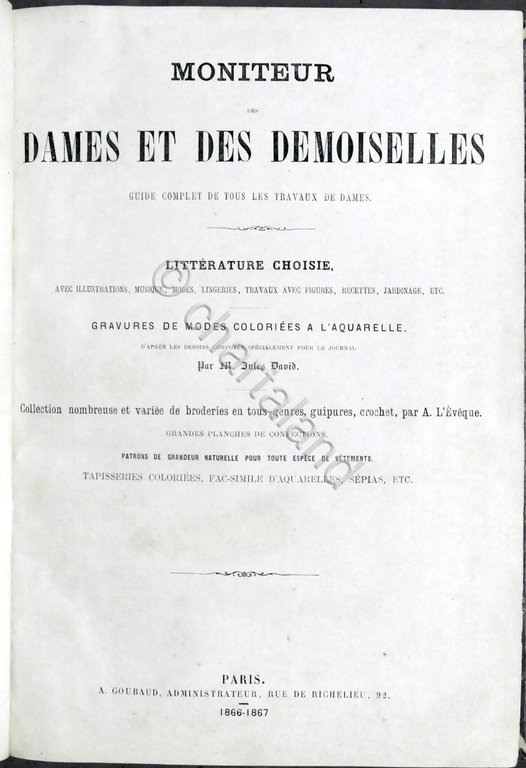 MONITEUR
DES
DAMES ET DES DEMOISELLES
GUIDE COMPLET DE TOUS LES TRAVAUX DE DAMES.
LITTÉRATURE CHOISIE,
AVEC ILLUSTRATIONS, MUSIQUE, MODES, LINGERIES, TRAVAUX AVEC FIGURES, RECETTES, JARDINAGE, ETC.
GRAVURES DE MODES COLORIÉES A L'AQUARELLE,
D'APRÈS LES DESSINS COMPOSÉS SPÉCIALEMENT POUR LE JOURNAL
Par M. Jules David.
Collection nombreuse et variée de broderies en tous genres, guipures, crochet, par A. L'Évêque.
GRANDES PLANCHES DE CONFECTIONS.
PATRONS DE GRANDEUR NATURELLE POUR TOUTE ESPÈCE DE VÊTEMENTS.
TAPISSERIES COLORIÉES, FAC-SIMILE D'AQUARELLES, SÉPIAS, ETC.
PARIS.
A. GOUBAUD, ADMINISTRATEUR, RUE DE RICHELIEU, 92.
1866-1867
© chartaland